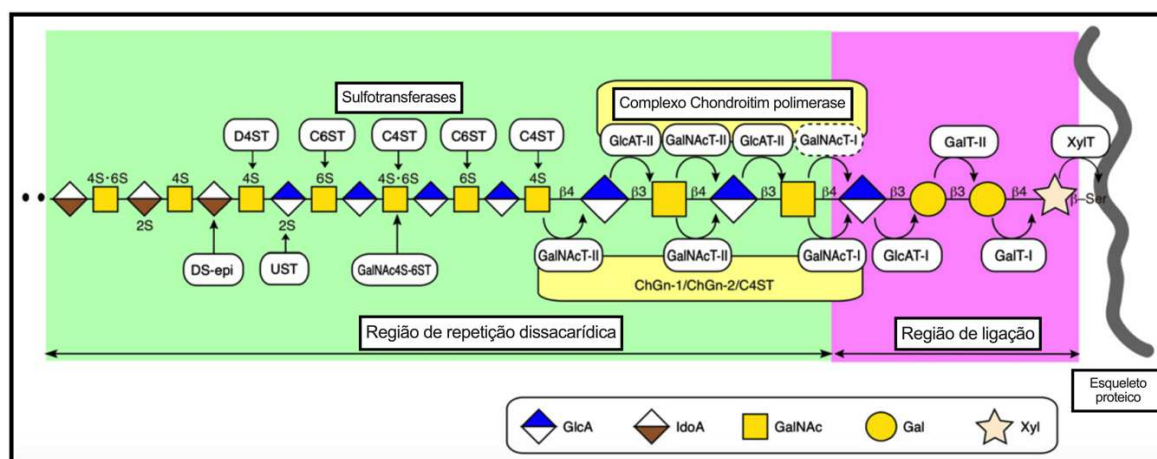 Sulfotransferases
Complexo Chondroitim polimerase
D4ST C6ST C4ST C6ST C4ST
GlcAT-II GalNAcT-II GlcAT-II GalNAcT-I
GalT-II XylT
4S·6S 4S 4S 6S 4S·6S 6S 4S
β4 β3 β4 β3 β4 β3 β3 β4 β–Ser
2S 2S
DS-epi UST GalNAc4S-6ST
GalNAcT-II GalNAcT-II GalNAcT-I GlcAT-I GalT-I
ChGn-1/ChGn-2/C4ST
Região de repetição dissacarídica
Região de ligação
Esqueleto
proteico
GlcA IdoA GalNAc Gal Xyl